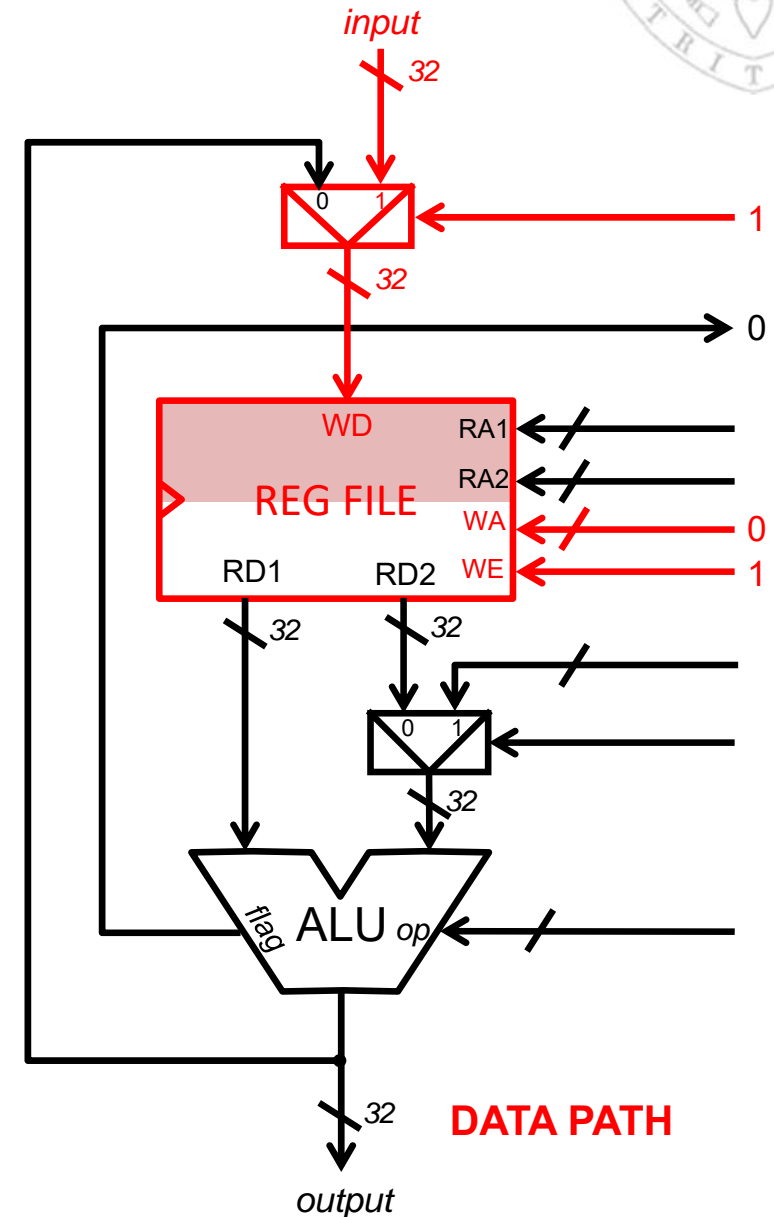 input
T R I T
32
0 1
1
32
0
WD
RA1
RA2
REG FILE
WA
0
RD1
RD2
WE
1
32
32
0 1
32
flag
ALU
op
32
DATA PATH
output